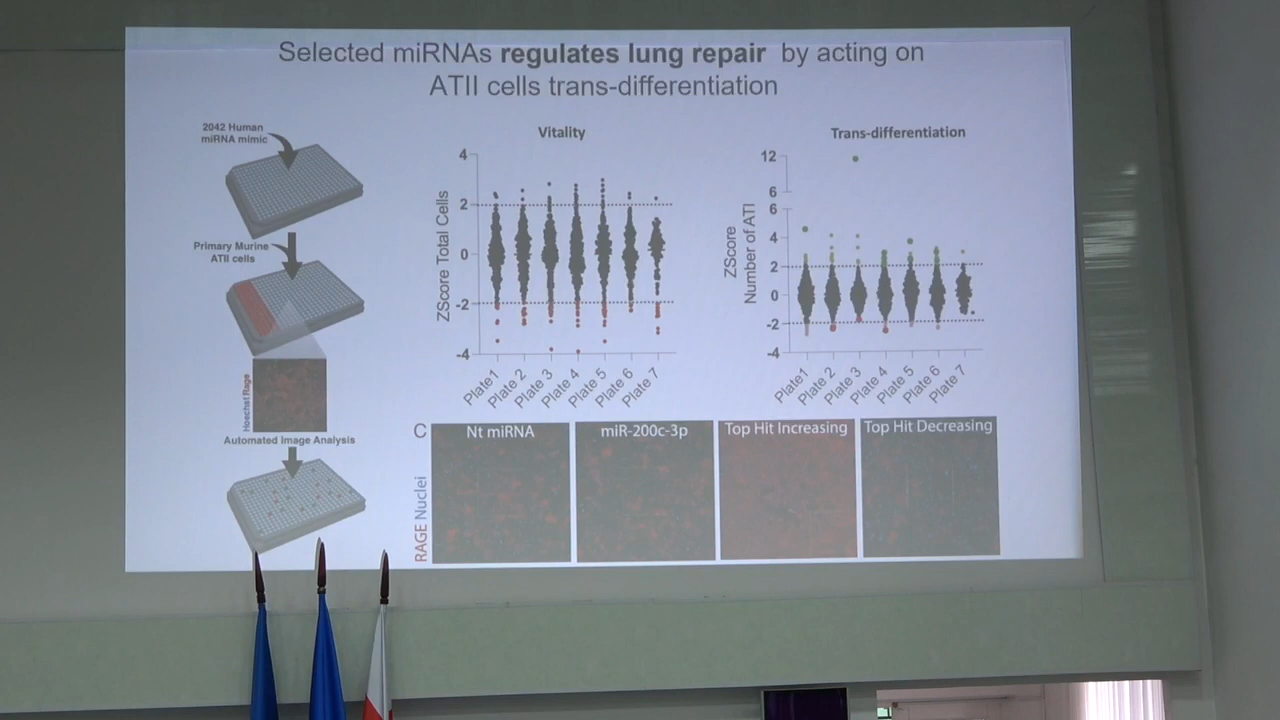 Selected miRNAs regulates lung repair by acting on
ATII cells trans-differentiation
2042 Human
miRNA mimic
Primary Murine
ATII cells
Hoechst Rage
Automated Image Analysis
Vitality
ZScore Total Cells
4
2
0
-2
-4
Plate1
Plate 2
Plate 3
Plate 4
Plate 5
Plate 6
Plate 7
Trans-differentiation
ZScore
Number of ATI
12
6
6
4
2
0
-2
-4
Plate1
Plate 2
Plate 3
Plate 4
Plate 5
Plate 6
Plate 7
C
RAGE Nuclei
Nt miRNA
miR-200c-3p
Top Hit Increasing
Top Hit Decreasing